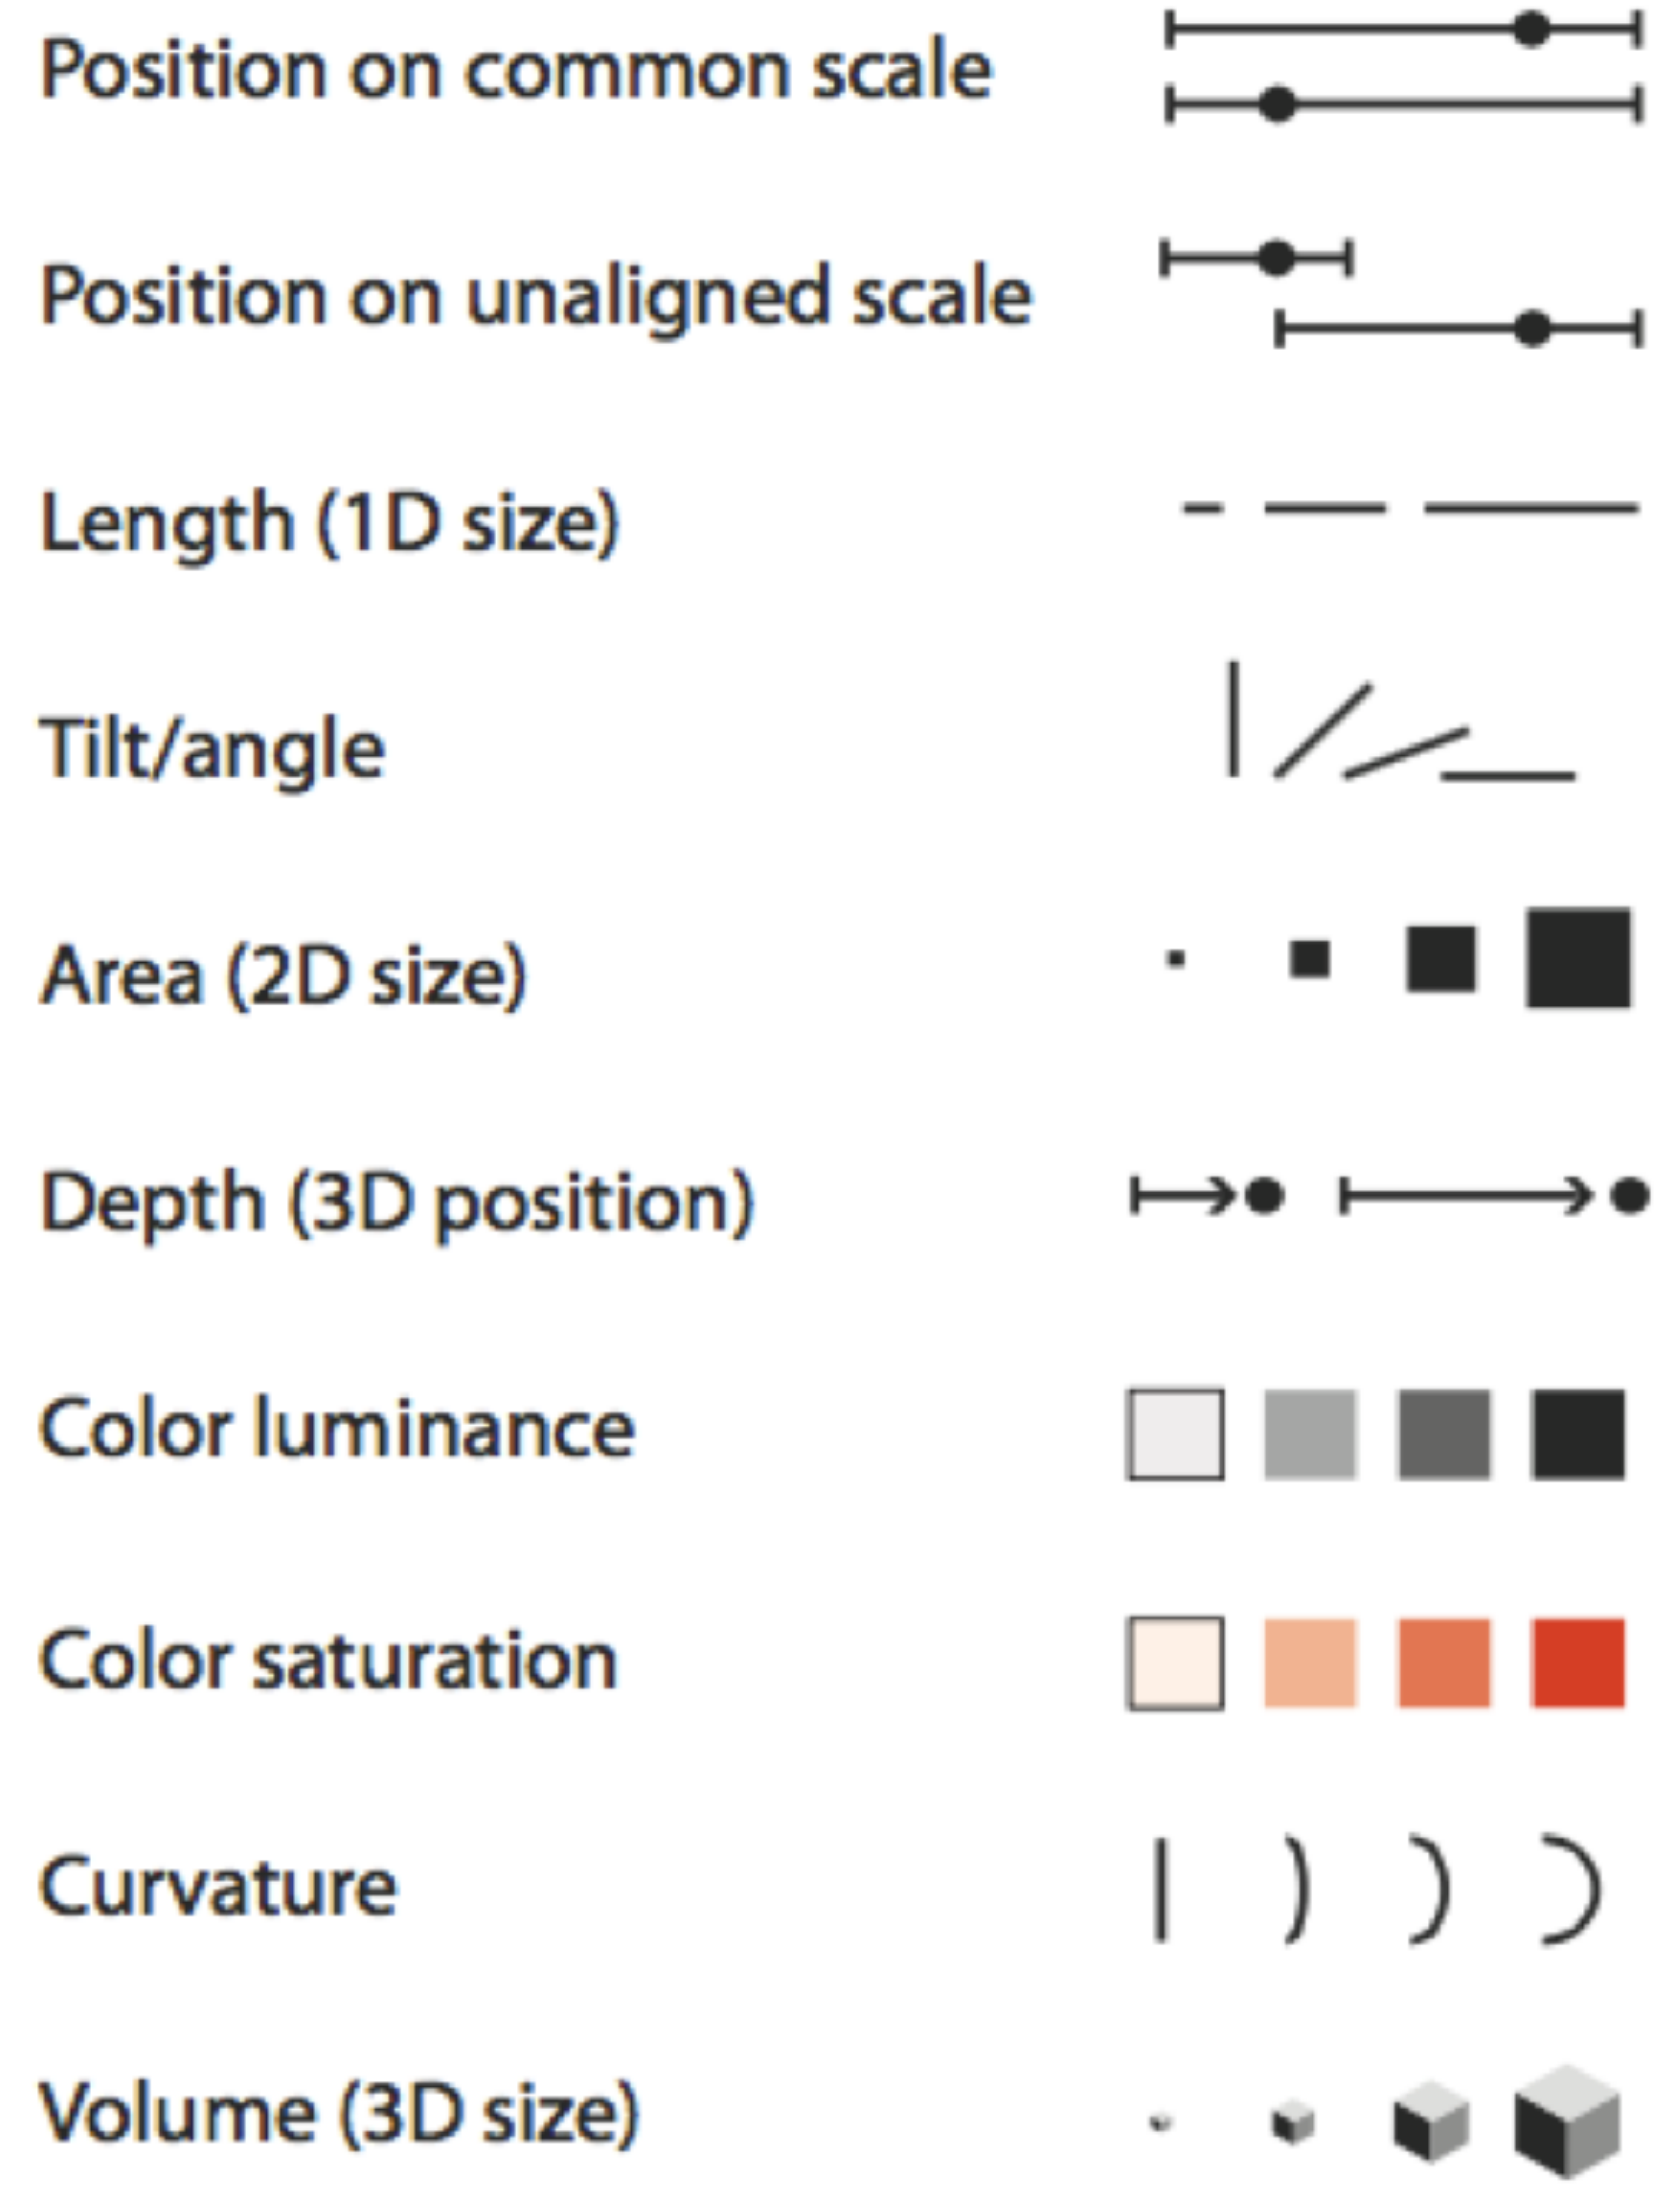 Position on common scale
Position on unaligned scale
Length (1D size)
Tilt/angle
Area (2D size)
Depth (3D position)
Color luminance
Color saturation
Curvature
Volume (3D size)